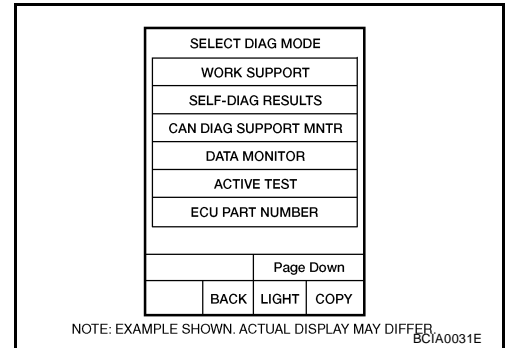 SELECT DIAG MODE
WORK SUPPORT
SELF-DIAG RESULTS
CAN DIAG SUPPORT MNTR
DATA MONITOR
ACTIVE TEST
ECU PART NUMBER
Page Down
BACK LIGHT COPY
NOTE: EXAMPLE SHOWN. ACTUAL DISPLAY MAY DIFFER.
BCIA0031E